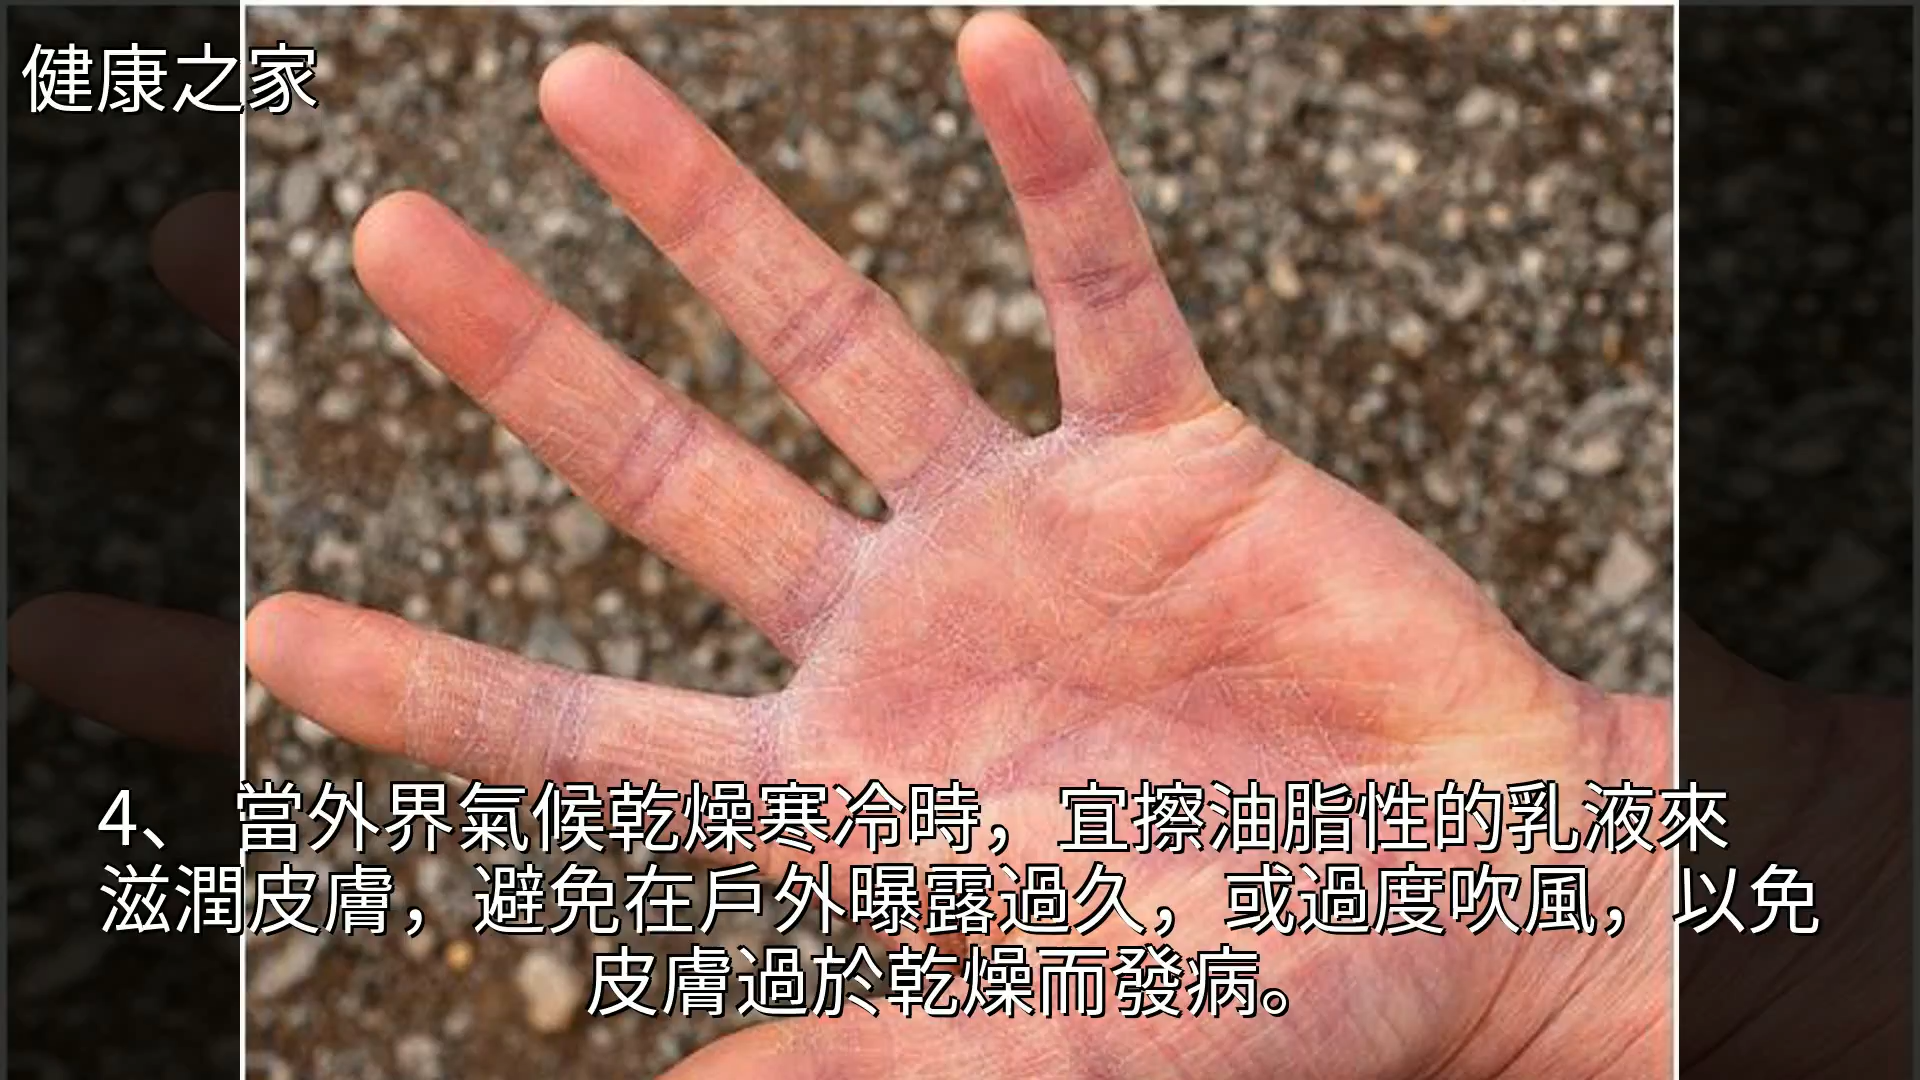 健康之家
4、 當外界氣候乾燥寒冷時，宜擦油脂性的乳液來
滋潤皮膚，避免在戶外曝露過久，或過度吹風，以免
皮膚過於乾燥而發病。